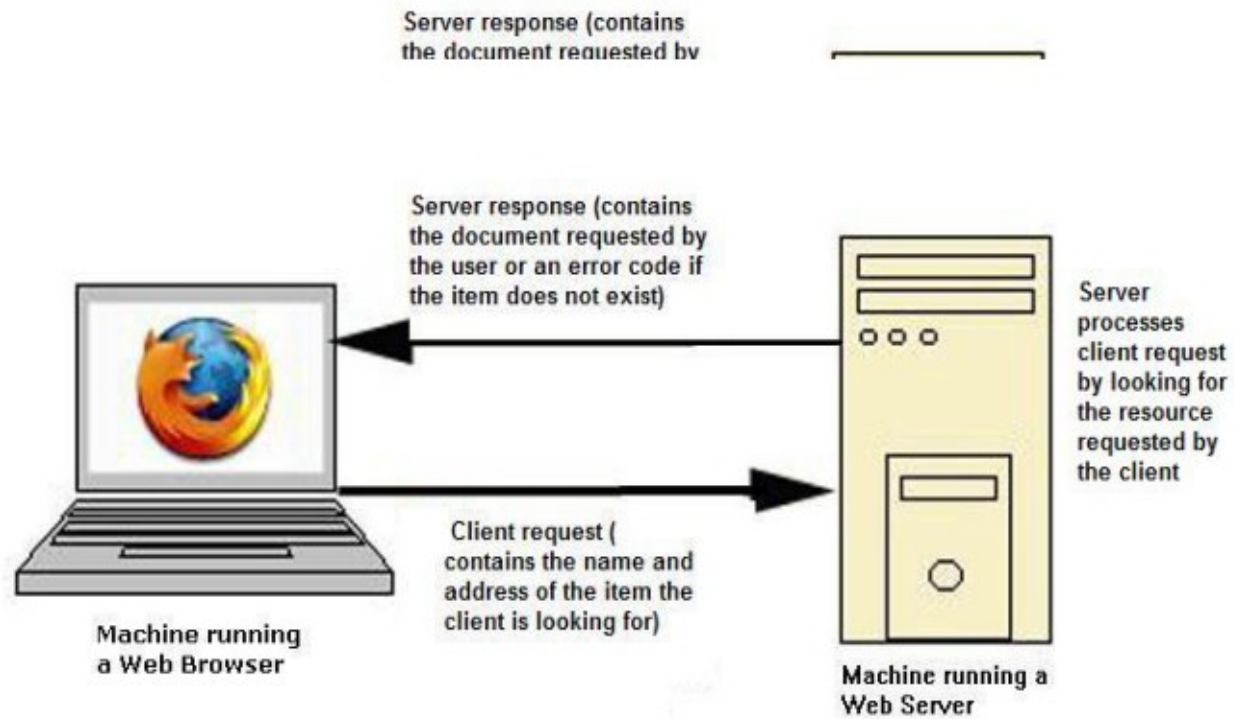 Server response (contains
the document requested by
Server response (contains
the document requested by
the user or an error code if
the item does not exist)
Server
processes
client request
by looking for
the resource
requested by
the client
Client request (
contains the name and
address of the item the
client is looking for)
Machine running
a Web Browser
Machine running a
Web Server